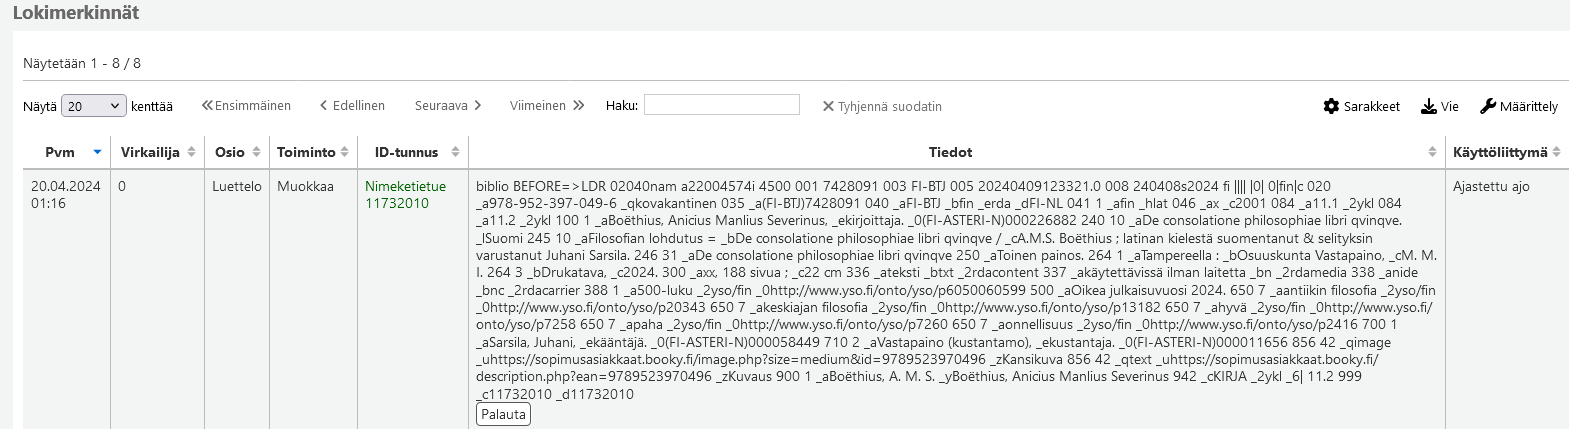 Lokimerkinnät
Näytetään 1 - 8 / 8
Näytä 20 kenttää Ensimmäinen Edellinen Seuraava Viimeinen Haku: Tyhjennä suodatin Sarakkeet Vie Määrittely
Pvm Virkailija Osio Toiminto ID-tunnus Tiedot Käyttöliittymä
20.04.2024 01:16
0
Luettelo
Muokkaa
Nimeketietue
11732010
biblio BEFORE=>LDR 02040nam a22004574i 4500 001 7428091 003 FI-BTJ 005 20240409123321.0 008 240408s2024 fi |||| |0| 0|fin|c 020
_a978-952-397-049-6 _qkovakantinen 035 _a(FI-BTJ)7428091 040 _aFI-BTJ _bfin _erda _dFI-NL 041 1 _afin _hlat 046 _ax _c2001 084 _a11.1 _2ykl 084
_a11.2 _2ykl 100 1 _aBoëthius, Anicius Manlius Severinus, _ekirjoittaja. _0(FI-ASTERI-N)000226882 240 10 _aDe consolatione philosophiae libri qvinqve.
_lSuomi 245 10 _aFilosofian lohdutus = _bDe consolatione philosophiae libri qvinqve / _cA.M.S. Boëthius ; latinan kielestä suomentanut & selityksin
varustanut Juhani Sarsila. 246 31 _aDe consolatione philosophiae libri qvinqve 250 _aToinen painos. 264 1 _aTampereella : _bOsuuskunta Vastapaino, _cM. M.
I. 264 3 _bDrukatava, _c2024. 300 _axx, 188 sivua ; _c22 cm 336 _ateksti _btxt _2rdacontent 337 _akäytettävissä ilman laitetta _bn _2rdamedia 338 _anide
_bnc _2rdacarrier 388 1 _a500-luku _2yso/fin _0http://www.yso.fi/onto/yso/p6050060599 500 _aOikea julkaisuvuosi 2024. 650 7 _aantiikin filosofia _2yso/fin
_0http://www.yso.fi/onto/yso/p20343 650 7 _akeskiajan filosofia _2yso/fin _0http://www.yso.fi/onto/yso/p13182 650 7 _ahyvä _2yso/fin _0http://www.yso.fi/
onto/yso/p7258 650 7 _apaha _2yso/fin _0http://www.yso.fi/onto/yso/p7260 650 7 _aonnellisuus _2yso/fin _0http://www.yso.fi/onto/yso/p2416 700 1
_aSarsila, Juhani, _ekääntäjä. _0(FI-ASTERI-N)000058449 710 2 _aVastapaino (kustantamo), _ekustantaja. _0(FI-ASTERI-N)000011656 856 42 _qimage
_uhttps://sopimusasiakkaat.booky.fi/image.php?size=medium&id=9789523970496 _zKansikuva 856 42 _qtext _uhttps://sopimusasiakkaat.booky.fi/
description.php?ean=9789523970496 _zKuvaus 900 1 _aBoëthius, A. M. S. _yBoëthius, Anicius Manlius Severinus 942 _cKIRJA _2ykl _6| 11.2 999
_c11732010 _d11732010
Palauta
Ajastettu ajo